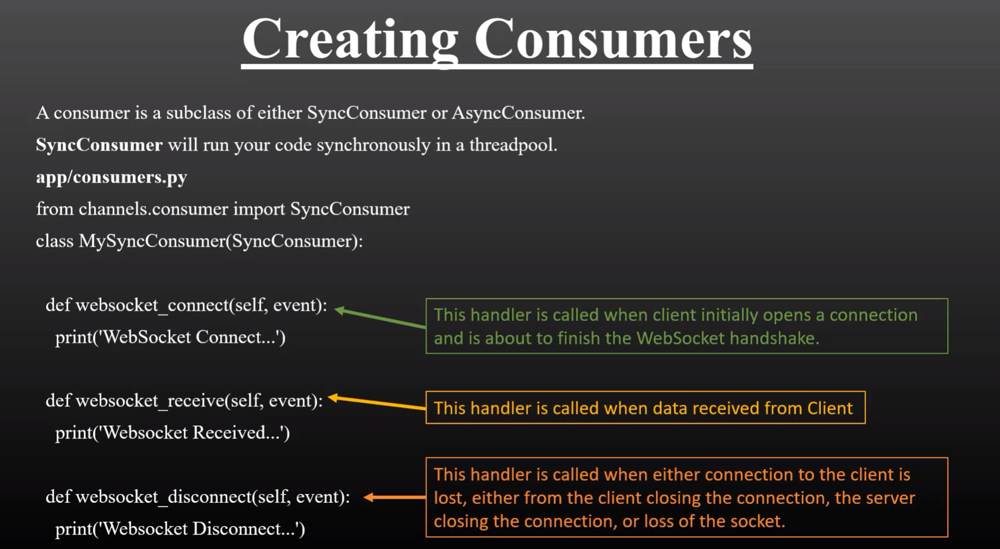 Creating Consumers
A consumer is a subclass of either SyncConsumer or AsyncConsumer.
SyncConsumer will run your code synchronously in a threadpool.
app/consumers.py
from channels.consumer import SyncConsumer
class MySyncConsumer(SyncConsumer):
def websocket_connect(self, event):
print('WebSocket Connect...')
This handler is called when client initially opens a connection
and is about to finish the WebSocket handshake.
def websocket_receive(self, event):
print('Websocket Received...')
This handler is called when data received from Client
def websocket_disconnect(self, event):
print('Websocket Disconnect...')
This handler is called when either connection to the client is
lost, either from the client closing the connection, the server
closing the connection, or loss of the socket.